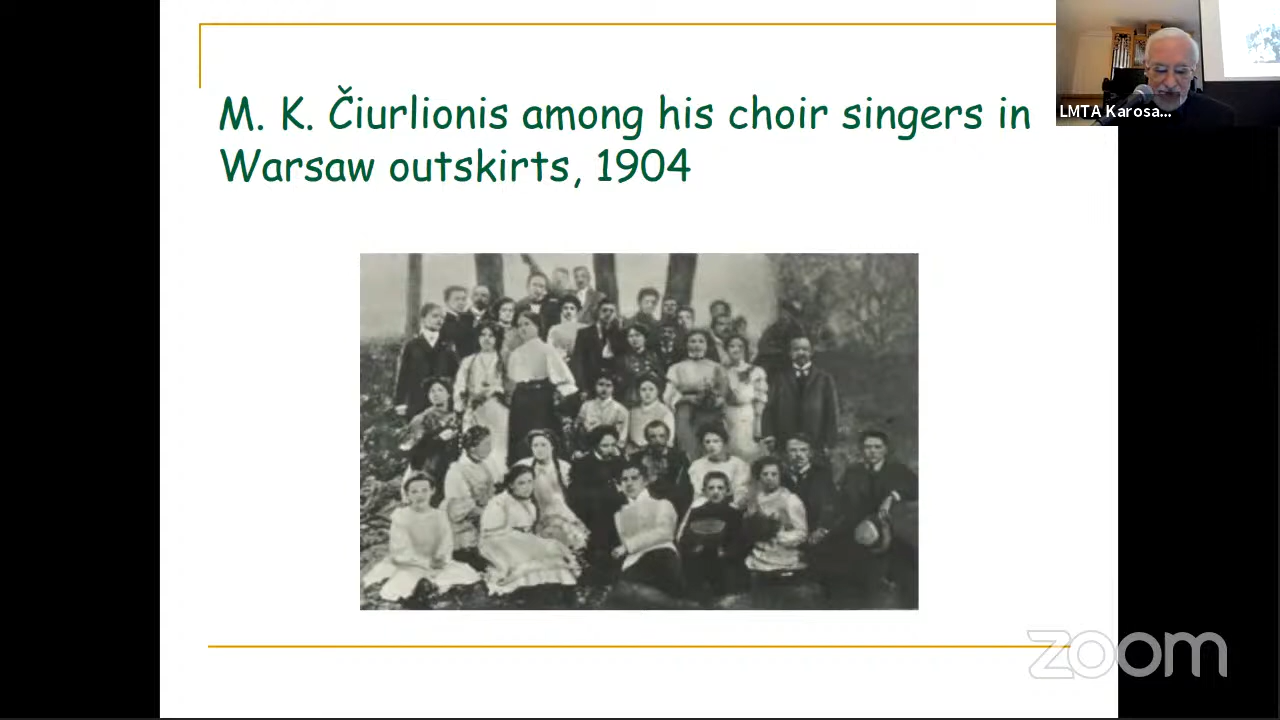 M. K. Čiurlionis among his choir singers in
Warsaw outskirts, 1904
LMTA Karosa...
zoom